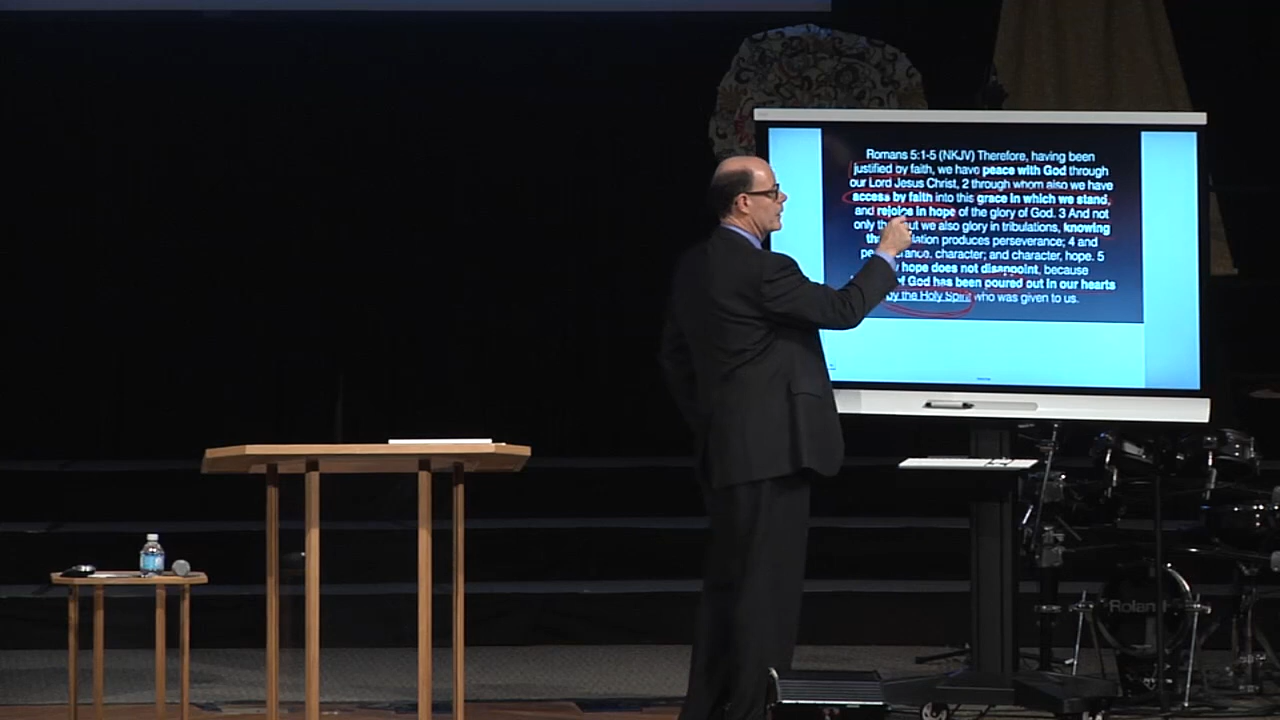 Romans 5:1-5 (NKJV) Therefore, having been
justified by faith, we have peace with God through
our Lord Jesus Christ, 2 through whom also we have
access by faith into this grace in which we stand,
and rejoice in hope of the glory of God. 3 And not
only we also glory in tribulations, knowing
produces perseverance; 4 and
character; and character, hope. 5
hope does not disappoint, because
of God has been poured out in our hearts
by the Holy Spirit who was given to us.
Roland